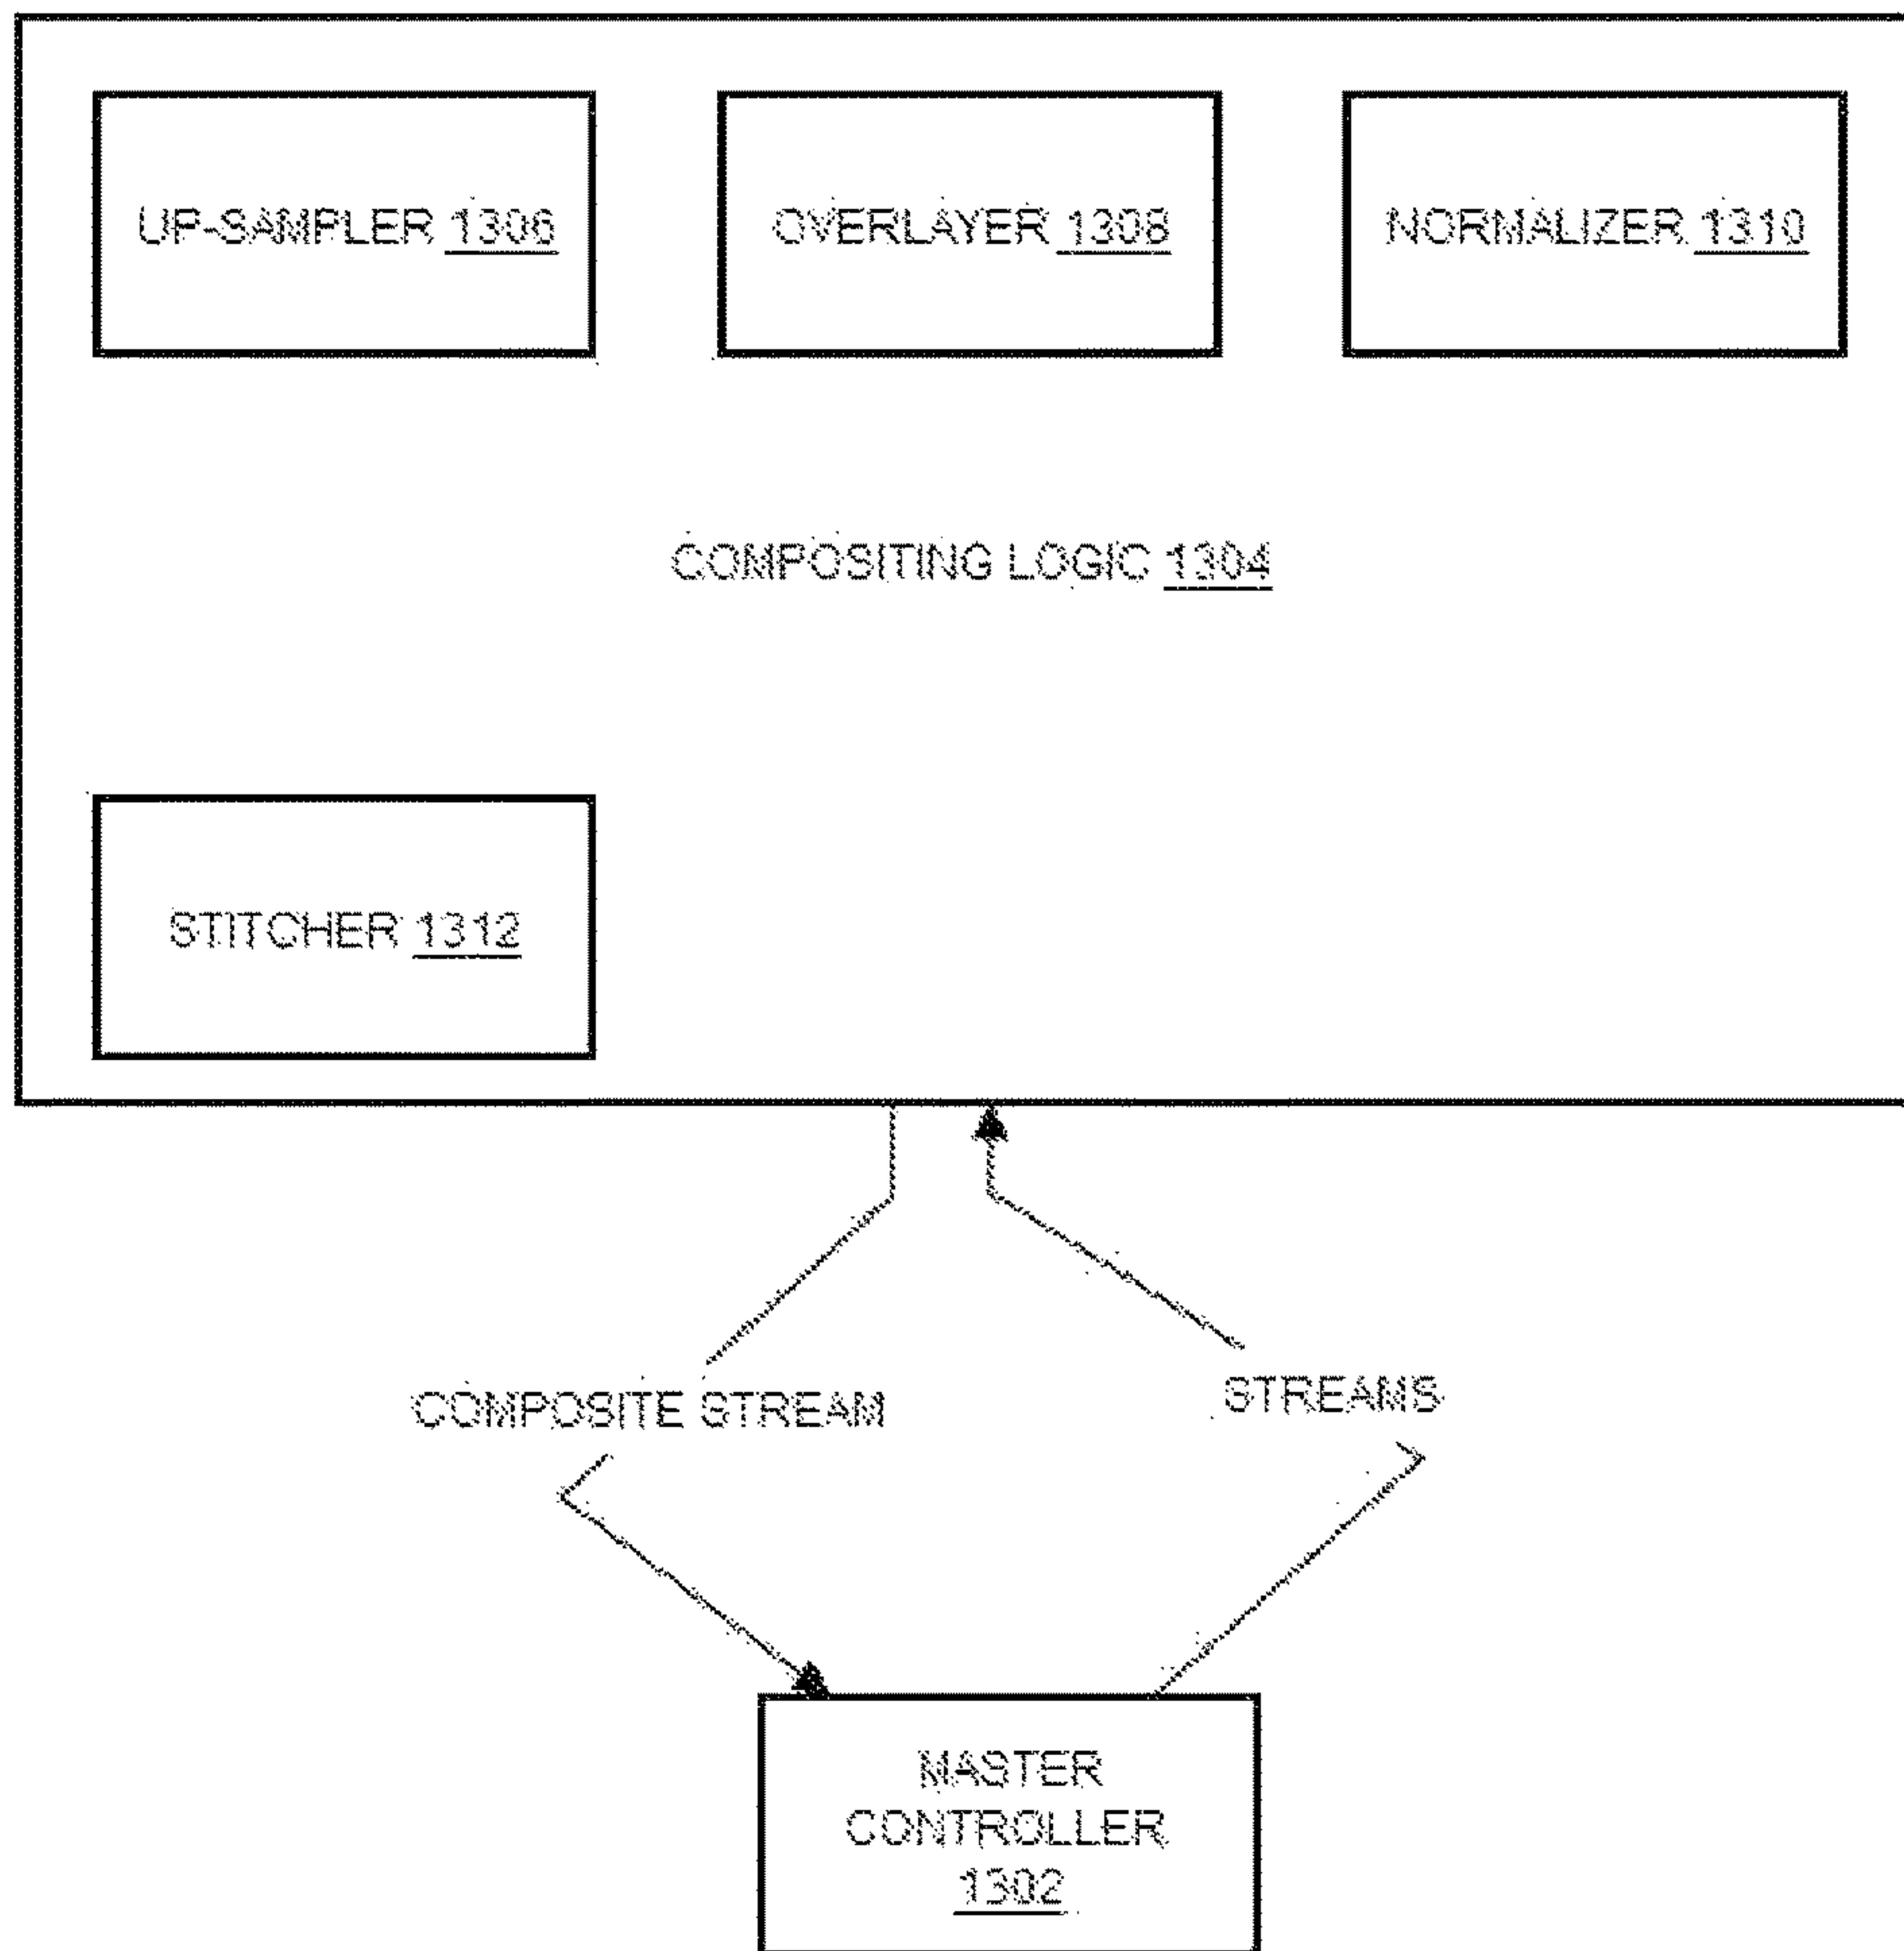 UP-SAMPLER 1306
OVERLAYER 1308
NORMALIZER 1310
COMPOSITING LOGIC 1304
STITCHER 1312
COMPOSITE STREAM
STREAMS
MASTER
CONTROLLER
1302